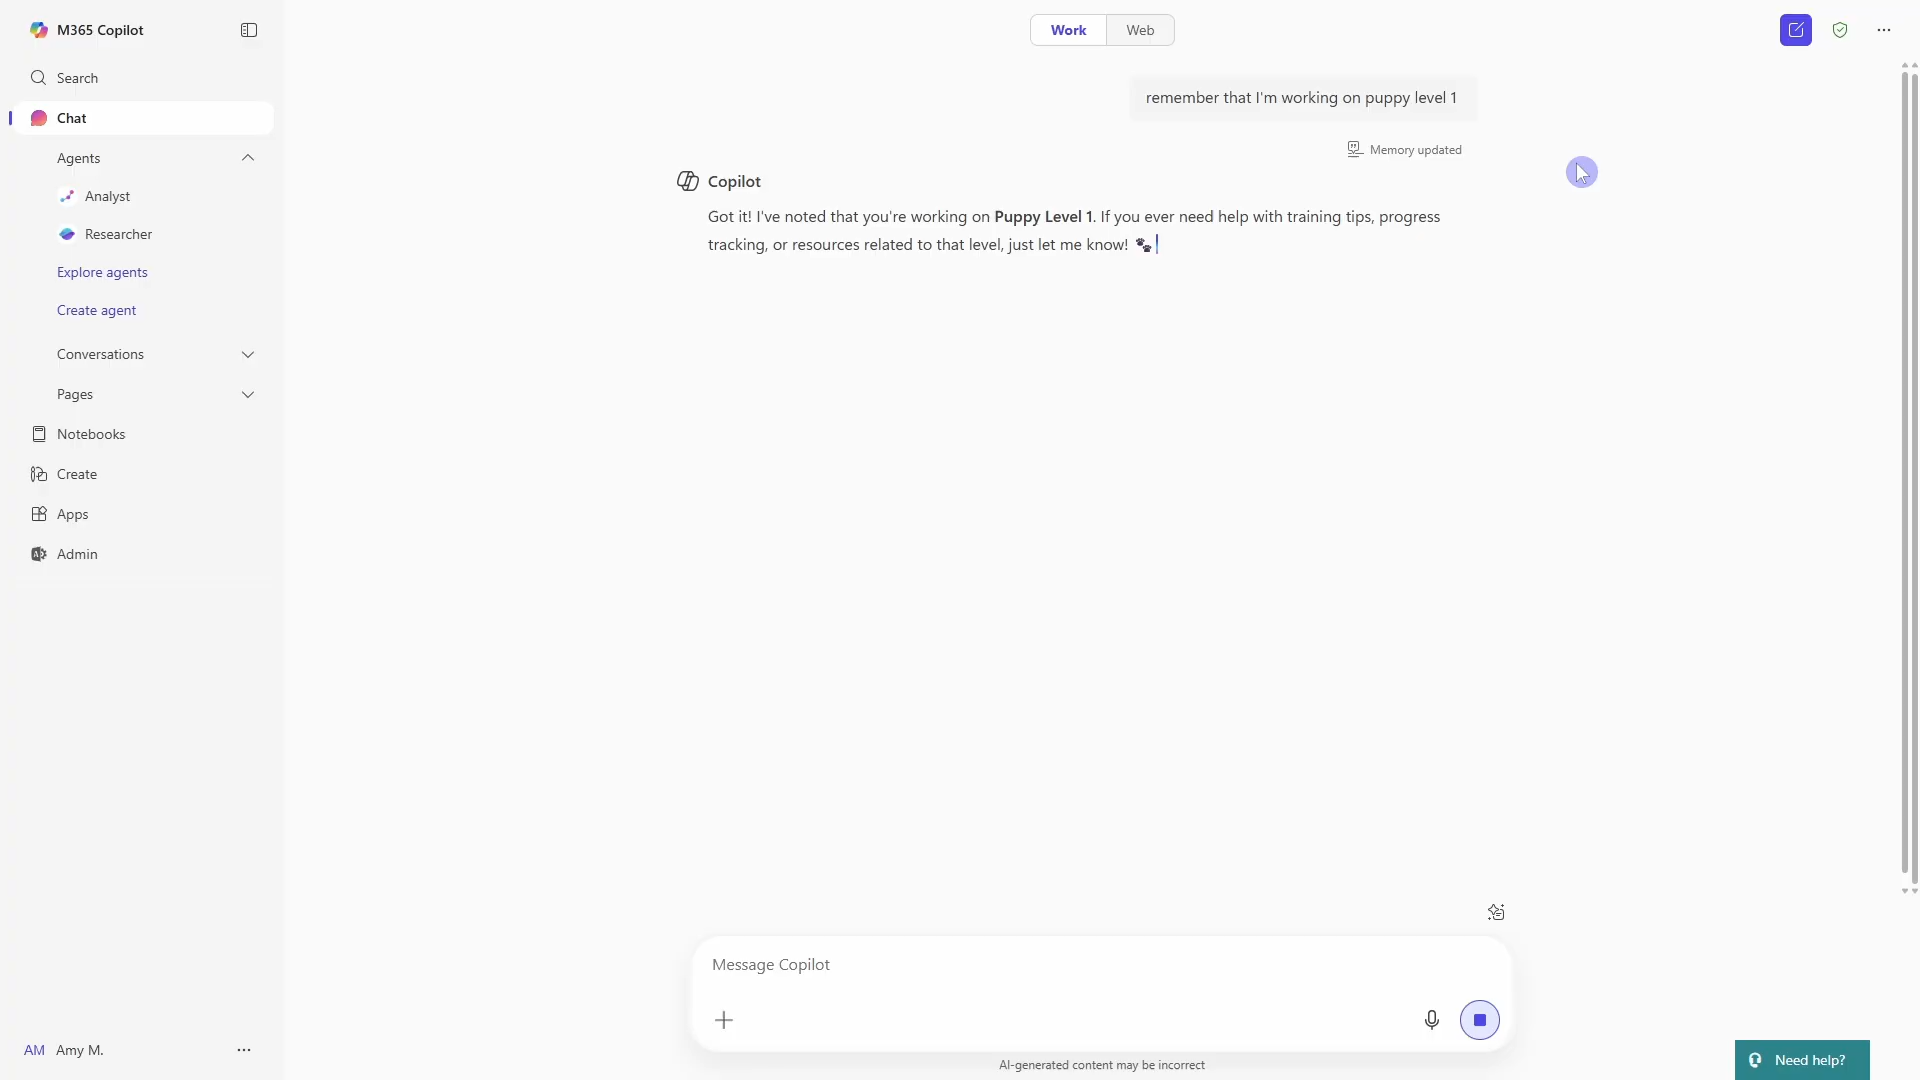 M365 Copilot
Search
Chat
Agents
Analyst
Researcher
Explore agents
Create agent
Conversations
Pages
Notebooks
Create
Apps
Admin
AM Amy M.
Work Web
remember that I'm working on puppy level 1
Memory updated
Copilot
Got it! I've noted that you're working on Puppy Level 1. If you ever need help with training tips, progress
tracking, or resources related to that level, just let me know! 🐾
Message Copilot
AI-generated content may be incorrect
Need help?